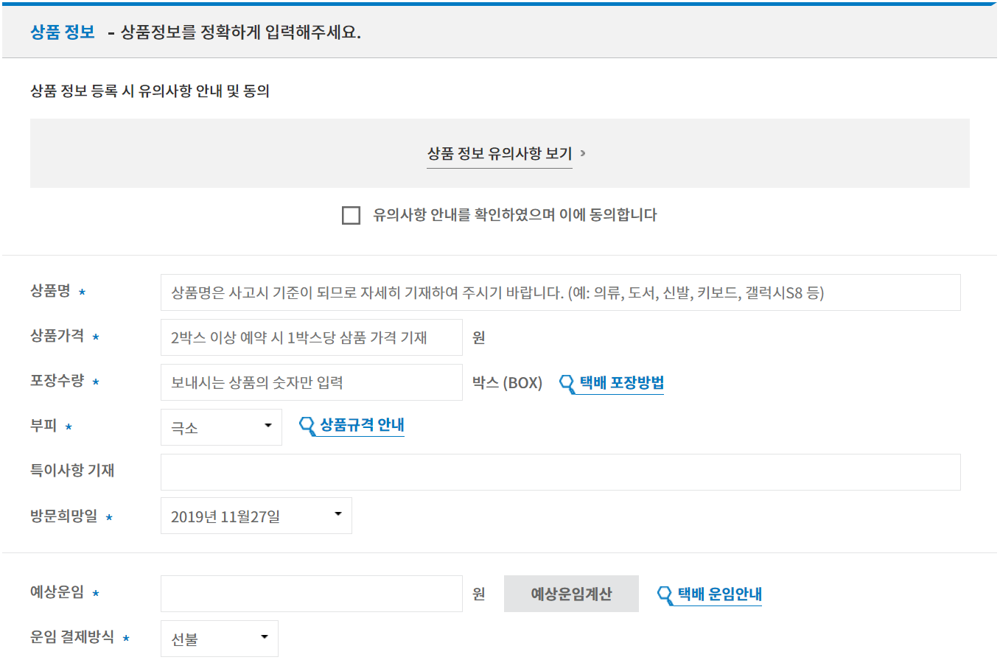 상품 정보 - 상품정보를 정확하게 입력해주세요.
상품 정보 등록 시 유의사항 안내 및 동의
상품 정보 유의사항 보기 ›
유의사항 안내를 확인하였으며 이에 동의합니다
상품명 * 상품명은 사고시 기준이 되므로 자세히 기재하여 주시기 바랍니다. (예: 의류, 도서, 신발, 키보드, 갤럭시S8 등)
상품가격 * 2박스 이상 예약 시 1박스당 삼품 가격 기재 원
포장수량 * 보내시는 상품의 숫자만 입력 박스 (BOX) 택배 포장방법
부피 * 극소 상품규격 안내
특이사항 기재
방문희망일 * 2019년 11월27일
예상운임 * 원 예상운임계산 택배 운임안내
운임 결제방식 * 선불